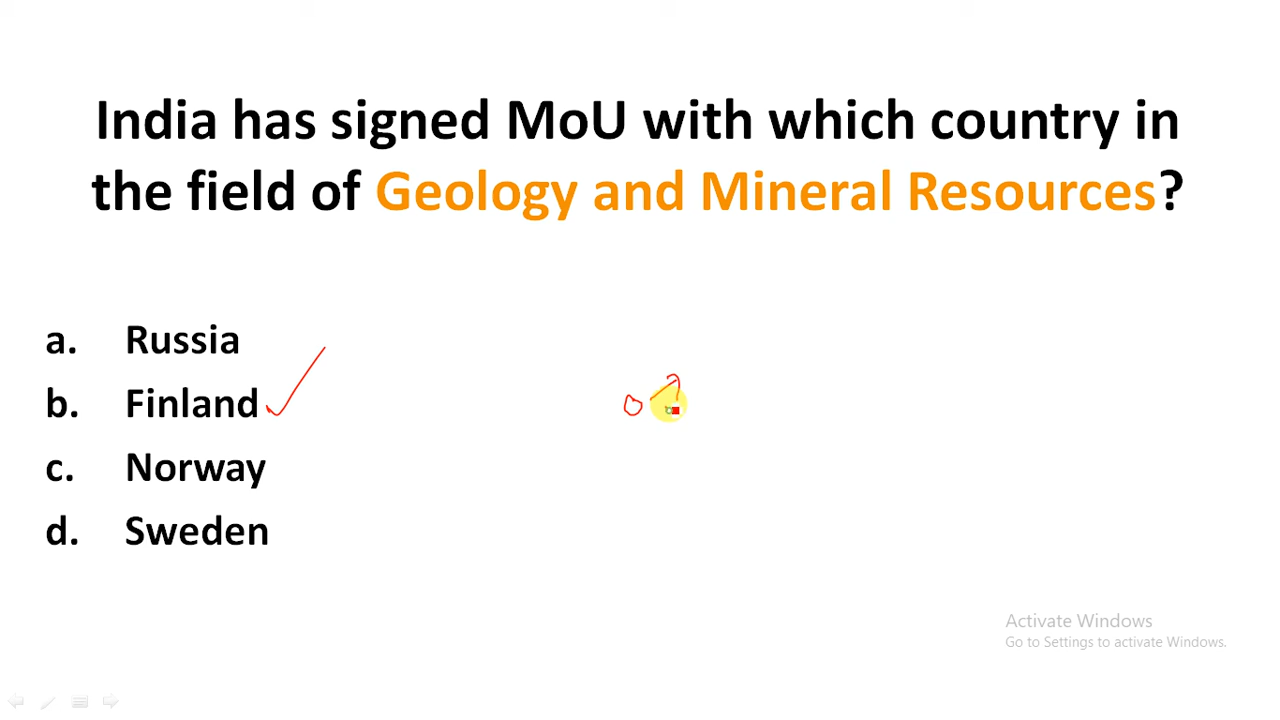 India has signed MoU with which country in
the field of Geology and Mineral Resources?
a. Russia
b. Finland
c. Norway
d. Sweden
Activate Windows
Go to Settings to activate Windows.